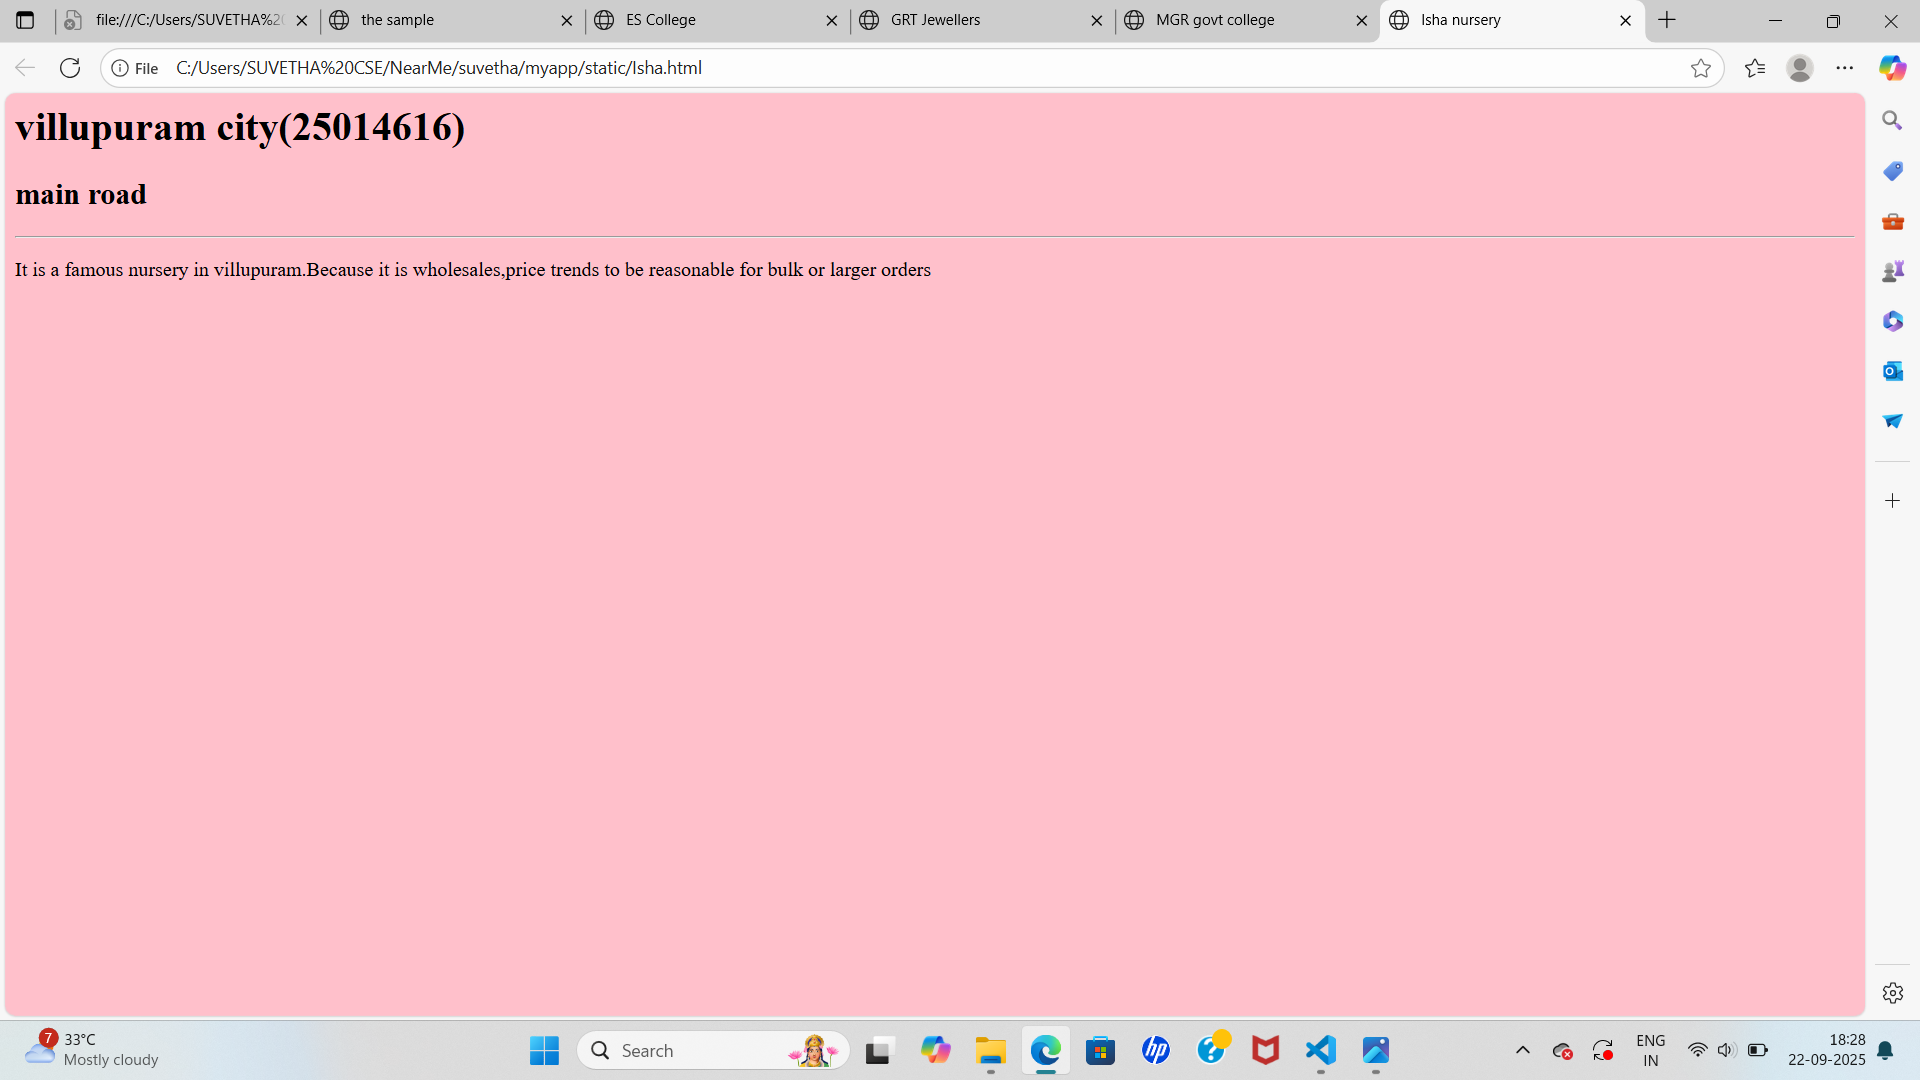 file:///C:/Users/SUVETHA%20
the sample
ES College
GRT Jewellers
MGR govt college
Isha nursery
File
C:/Users/SUVETHA%20CSE/NearMe/suvetha/myapp/static/Isha.html
villupuram city(25014616)
main road
It is a famous nursery in villupuram.Because it is wholesales,price trends to be reasonable for bulk or larger orders
7
33°C
Mostly cloudy
Search
hp
ENG
IN
18:28
22-09-2025